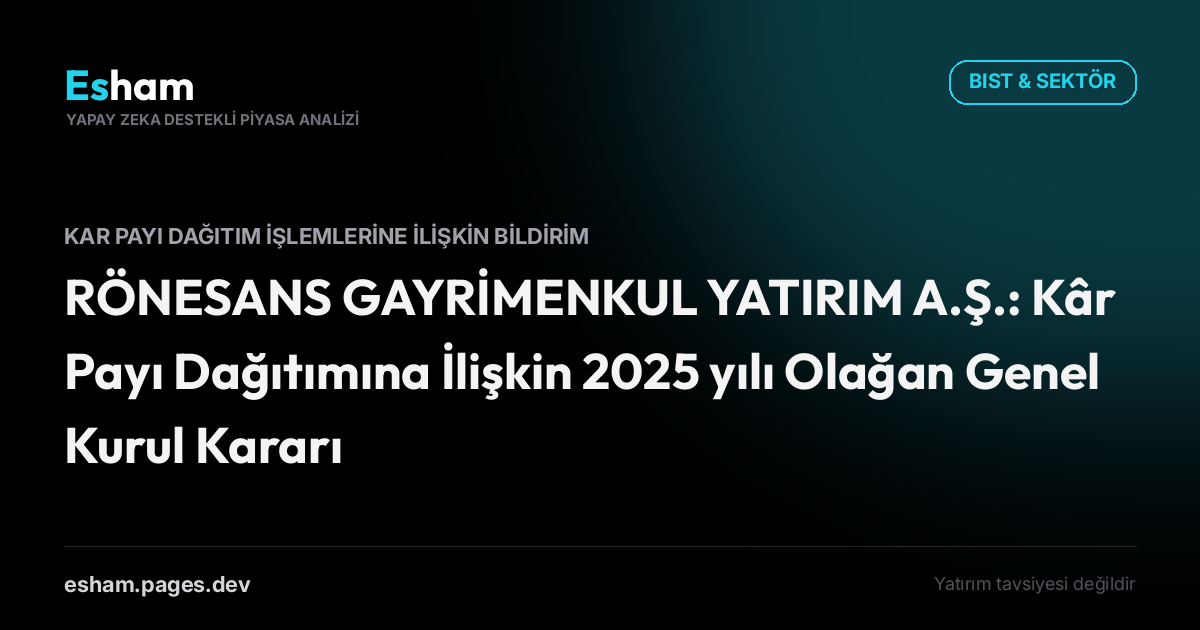 Esham
BIST & SEKTÖR
YAPAY ZEKA DESTEKLİ PİYASA ANALİZİ
KAR PAYI DAĞITIM İŞLEMLERİNE İLİŞKİN BİLDİRİM
RÖNESANS GAYRİMENKUL YATIRIM A.Ş.: Kâr
Payı Dağıtımına İlişkin 2025 yılı Olağan Genel
Kurul Kararı
esham.pages.dev
Yatırım tavsiyesi değildir